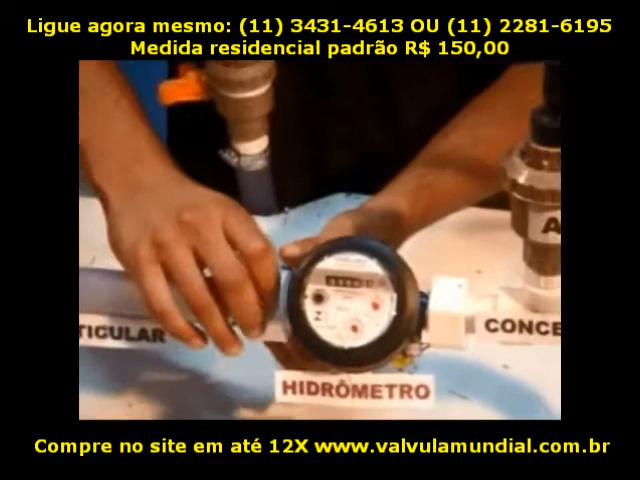 Ligue agora mesmo: (11) 3431-4613 OU (11) 2281-6195
Medida residencial padrão R$ 150,00
A
TICULAR
CONCE
HIDRÔMETRO
Compre no site em até 12X www.valvulamundial.com.br